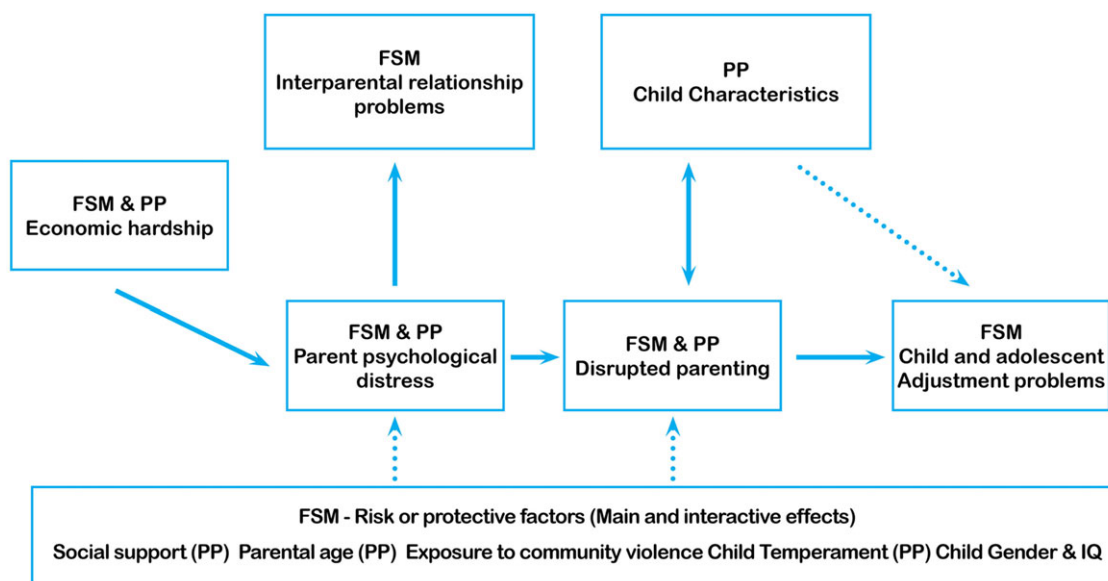 FSM
Interparental relationship
problems
PP
Child Characteristics
FSM & PP
Economic hardship
FSM & PP
Parent psychological
distress
FSM & PP
Disrupted parenting
FSM
Child and adolescent
Adjustment problems
FSM - Risk or protective factors (Main and interactive effects)
Social support (PP) Parental age (PP) Exposure to community violence Child Temperament (PP) Child Gender & IQ